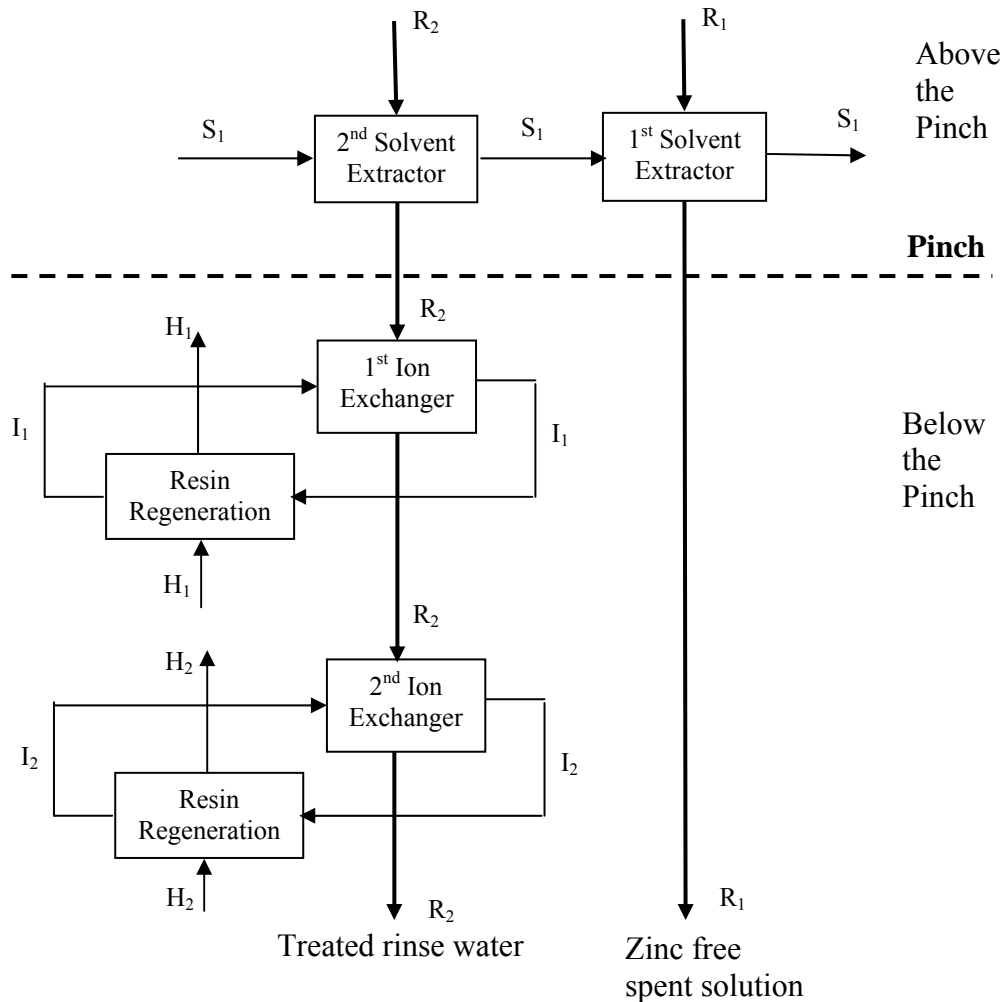 R2
R1
Above
the
Pinch
S1
2nd Solvent
Extractor
S1
1st Solvent
Extractor
S1
Pinch
R2
H1
1st Ion
Exchanger
I1
I1
Below
the
Pinch
Resin
Regeneration
H1
R2
H2
2nd Ion
Exchanger
I2
I2
Resin
Regeneration
H2
R2
R1
Treated rinse water
Zinc free
spent solution